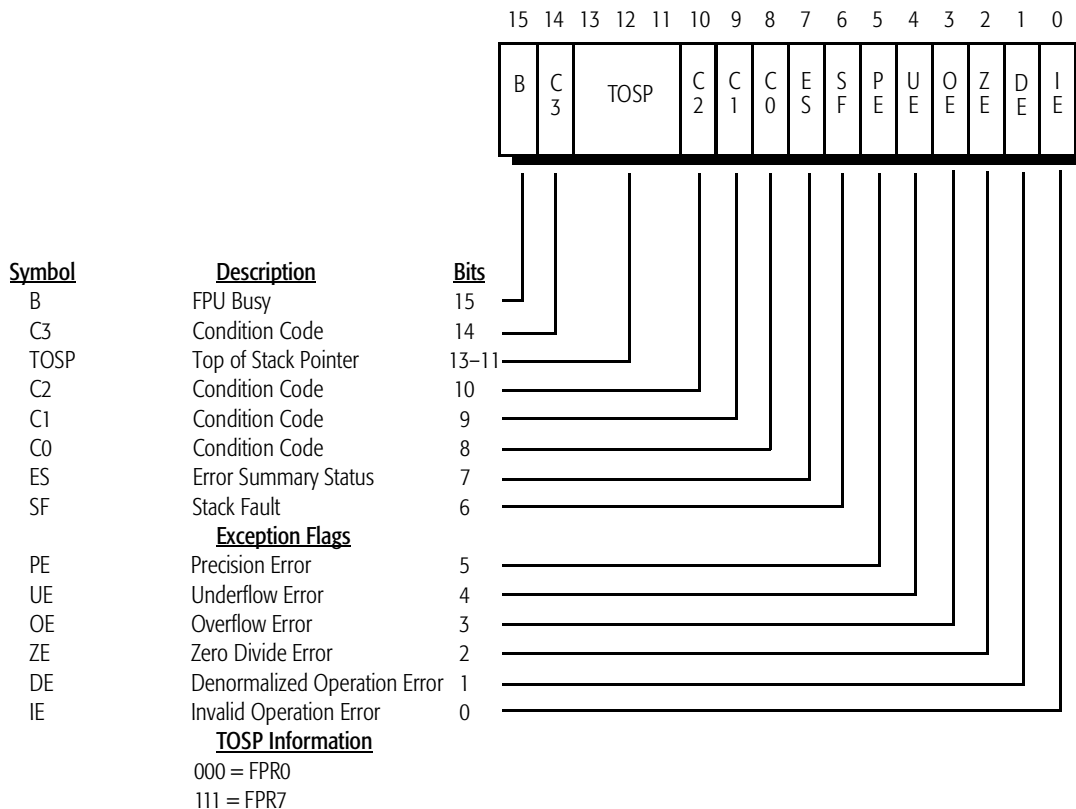 15 14 13 12 11 10 9 8 7 6 5 4 3 2 1 0
B C3 TOSP C2 C1 C0 ES SF PE UE OE ZE DE IE
Symbol Description Bits
B FPU Busy 15
C3 Condition Code 14
TOSP Top of Stack Pointer 13–11
C2 Condition Code 10
C1 Condition Code 9
C0 Condition Code 8
ES Error Summary Status 7
SF Stack Fault 6
Exception Flags
PE Precision Error 5
UE Underflow Error 4
OE Overflow Error 3
ZE Zero Divide Error 2
DE Denormalized Operation Error 1
IE Invalid Operation Error 0
TOSP Information
000 = FPR0
111 = FPR7